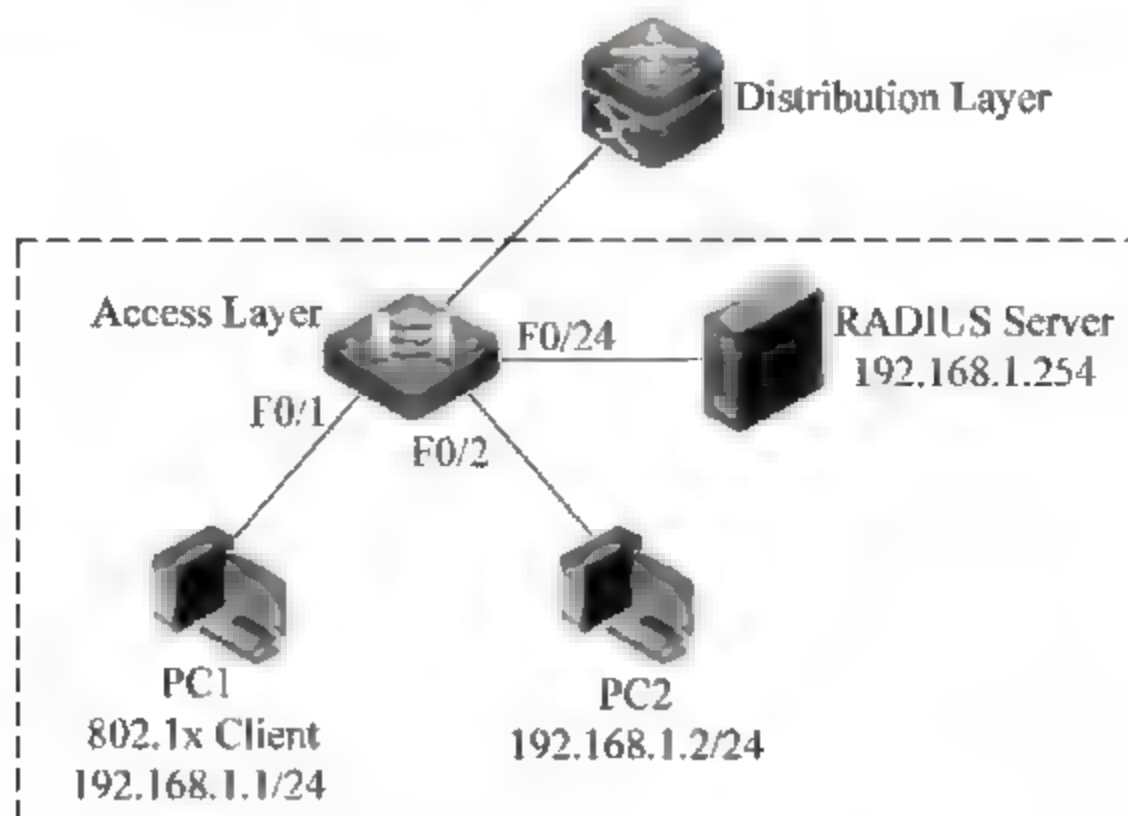 Distribution Layer
Access Layer
F0/24
RADIUS Server
192.168.1.254
F0/1
F0/2
PC1
802.1x Client
192.168.1.1/24
PC2
192.168.1.2/24